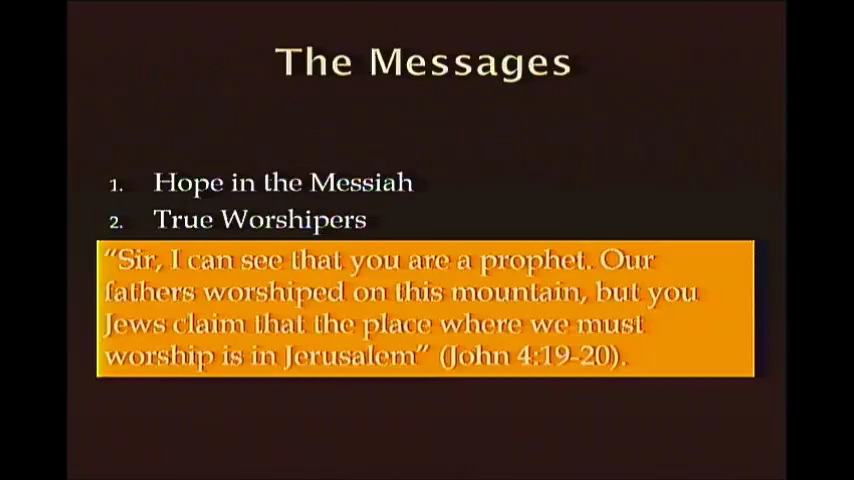 The Messages
1. Hope in the Messiah
2. True Worshipers
“Sir, I can see that you are a prophet. Our
fathers worshiped on this mountain, but you
Jews claim that the place where we must
worship is in Jerusalem” (John 4:19-20).